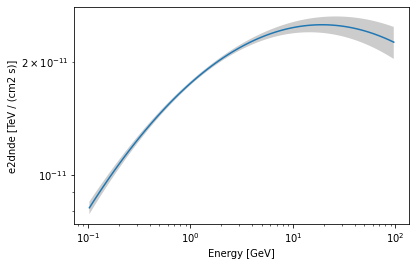 e2dnde [TeV / (cm2 s)]
2 × 10⁻¹¹
10⁻¹¹
10⁻¹ 10⁰ 10¹ 10²
Energy [GeV]